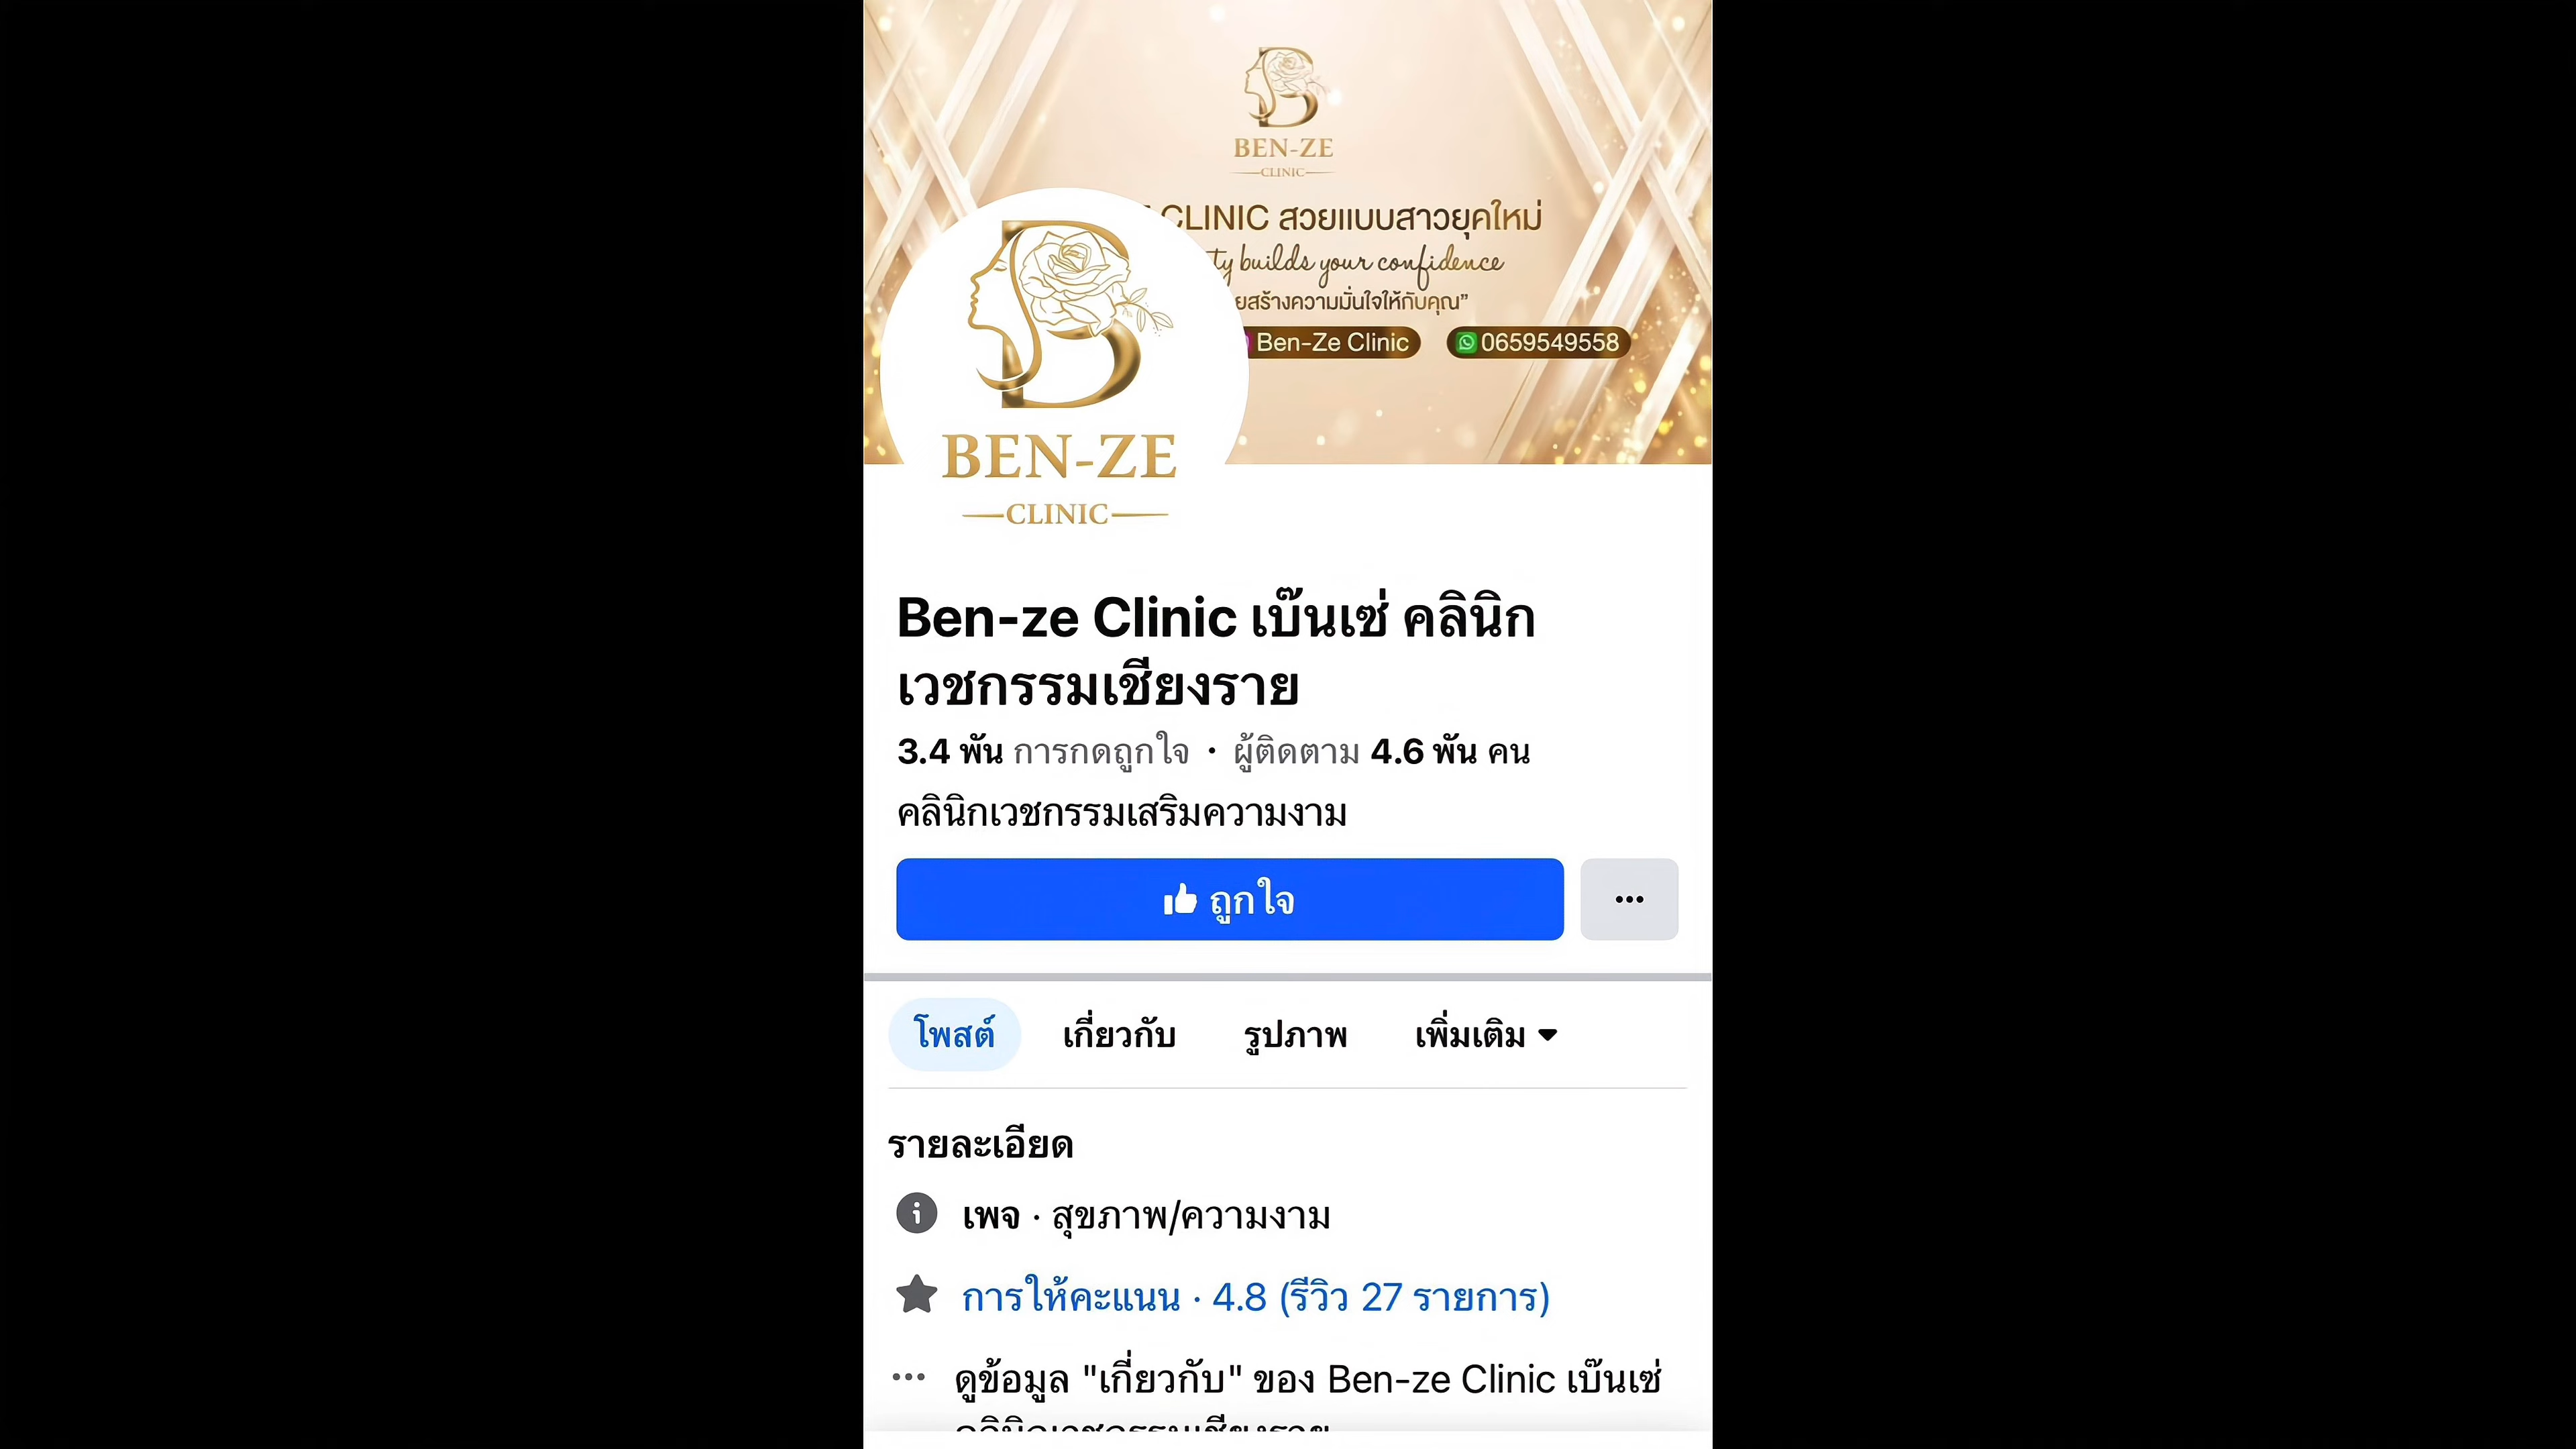 BEN-ZE
CLINIC
CLINIC สวยแบบสาวยุคใหม่
builds your confidence
ยสร้างความมั่นใจให้กับคุณ”
Ben-Ze Clinic
0659549558
BEN-ZE
CLINIC
Ben-ze Clinic เบ๊นเซ่ คลินิก
เวชกรรมเชียงราย
3.4 พัน การกดถูกใจ · ผู้ติดตาม 4.6 พัน คน
คลินิกเวชกรรมเสริมความงาม
ถูกใจ
โพสต์ เกี่ยวกับ รูปภาพ เพิ่มเติม
รายละเอียด
เพจ · สุขภาพ/ความงาม
การให้คะแนน · 4.8 (รีวิว 27 รายการ)
ดูข้อมูล "เกี่ยวกับ" ของ Ben-ze Clinic เบ๊นเซ่